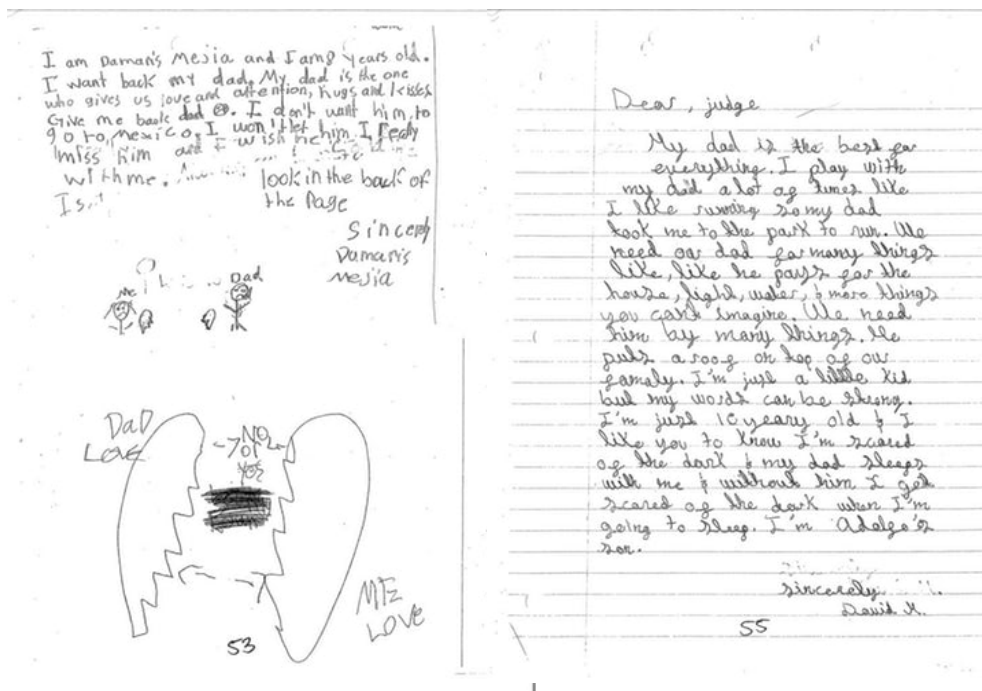 I am Damaris Mejia and I am 8 years old.
I want back my dad. My dad is the one
who gives us love and attention, hugs and kisses
Give me back dad. I don't want him to
go to Mexico. I won't let him. I really
miss him and I wish he
with me.
look in the back of
the Page
Sincerly
Damaris
Mejia
Me
Dad
DaD
LOVE
NO
or
Yes
ME
LOVE
53
Dear, judge
My dad is the best for
everything. I play with
my dad a lot of times like
I like running so my dad
took me to the park to run. We
need our dad for many things
like, like he pays for the
house, light, water, & more things
you can't imagine. We need
him by many things. He
puts a roof on top of our
famaly. I'm just a little kid
but my words can be strong.
I'm just 10 years old & I
like you to know I'm scared
of the dark & my dad sleeps
with me & without him I get
scared of the dark when I'm
going to sleep. I'm Adolfo's
son.
sincerely
David M.
55